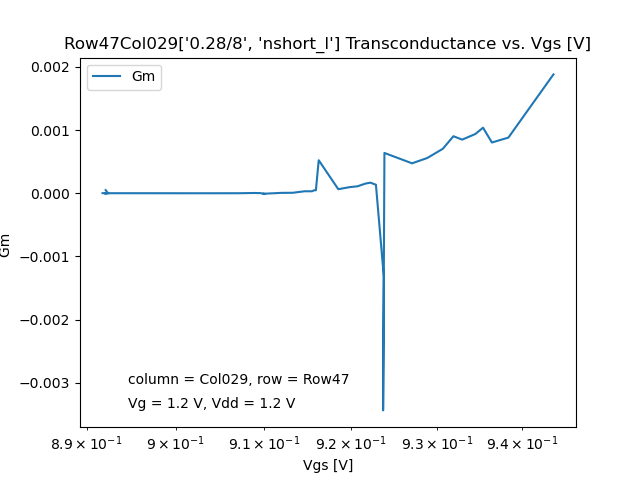 Row47Col029['0.28/8', 'nshort_l'] Transconductance vs. Vgs [V]
Gm
0.002
0.001
0.000
−0.001
−0.002
−0.003
Gm
column = Col029, row = Row47
Vg = 1.2 V, Vdd = 1.2 V
8.9 × 10⁻¹ 9 × 10⁻¹ 9.1 × 10⁻¹ 9.2 × 10⁻¹ 9.3 × 10⁻¹ 9.4 × 10⁻¹
Vgs [V]